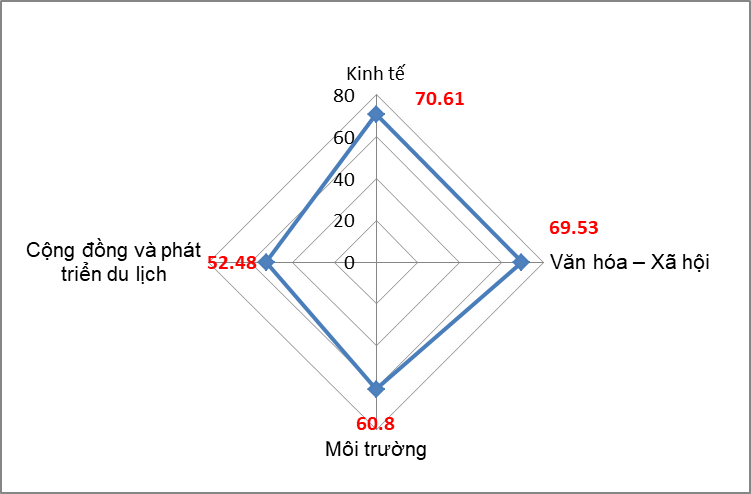 Kinh tế
80
70.61
60
40
20
69.53
Cộng đồng và phát
triển du lịch
52.48
0
Văn hóa – Xã hội
60.8
Môi trường